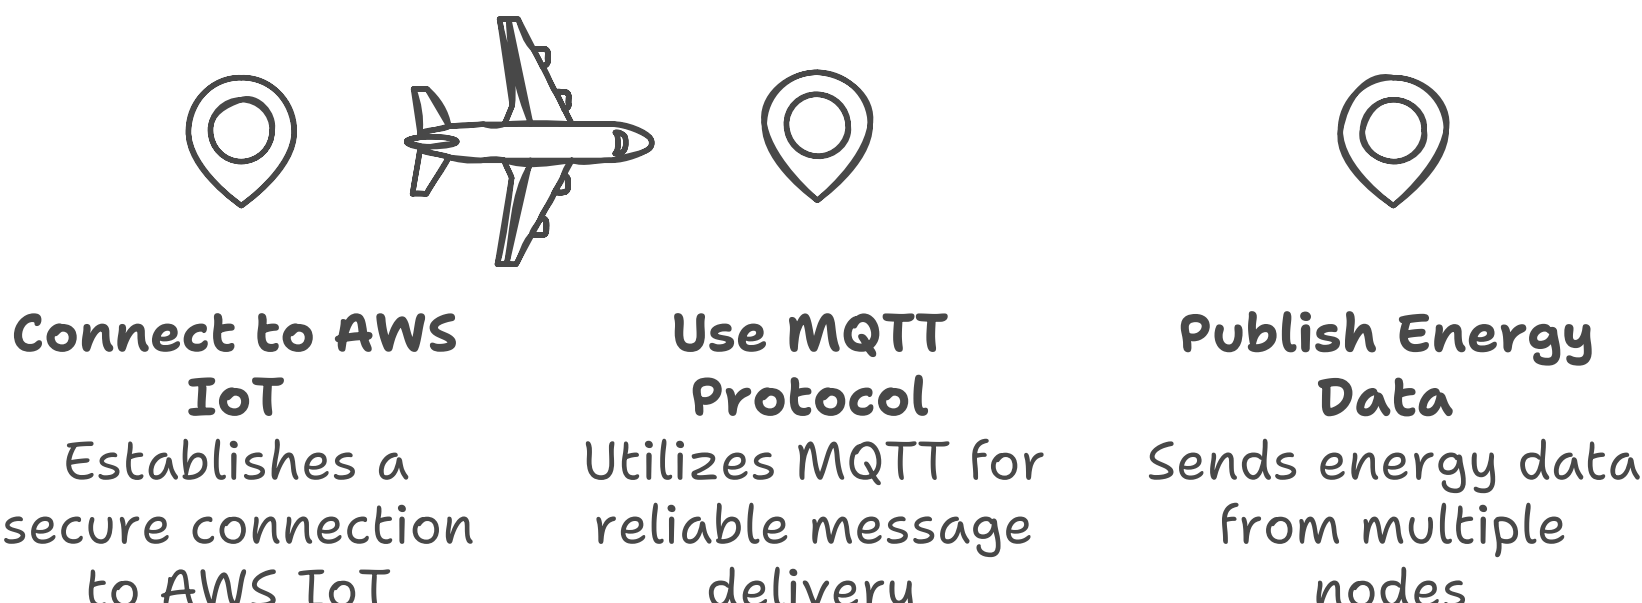 Connect to AWS
IoT
Establishes a
secure connection
to AWS IoT
Use MQTT
Protocol
Utilizes MQTT for
reliable message
delivery
Publish Energy
Data
Sends energy data
from multiple
nodes